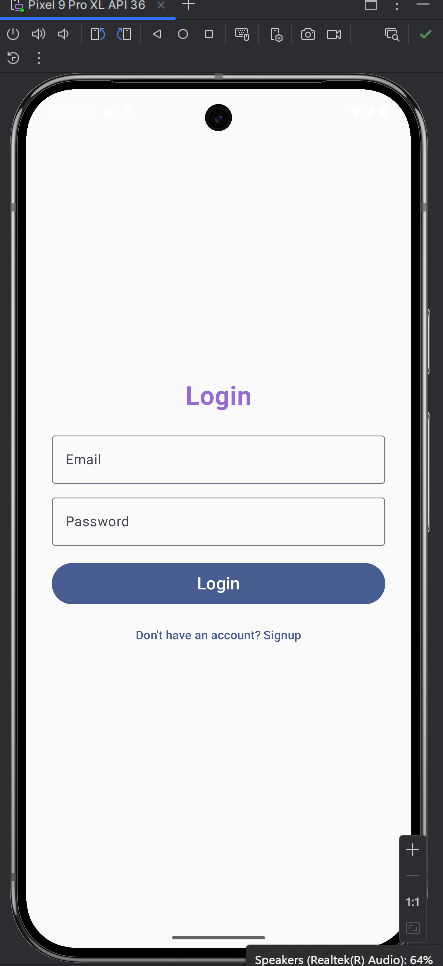 Pixel 9 Pro XL API 36
Login
Email
Password
Login
Don't have an account? Signup
1:1
Speakers (Realtek(R) Audio): 64%